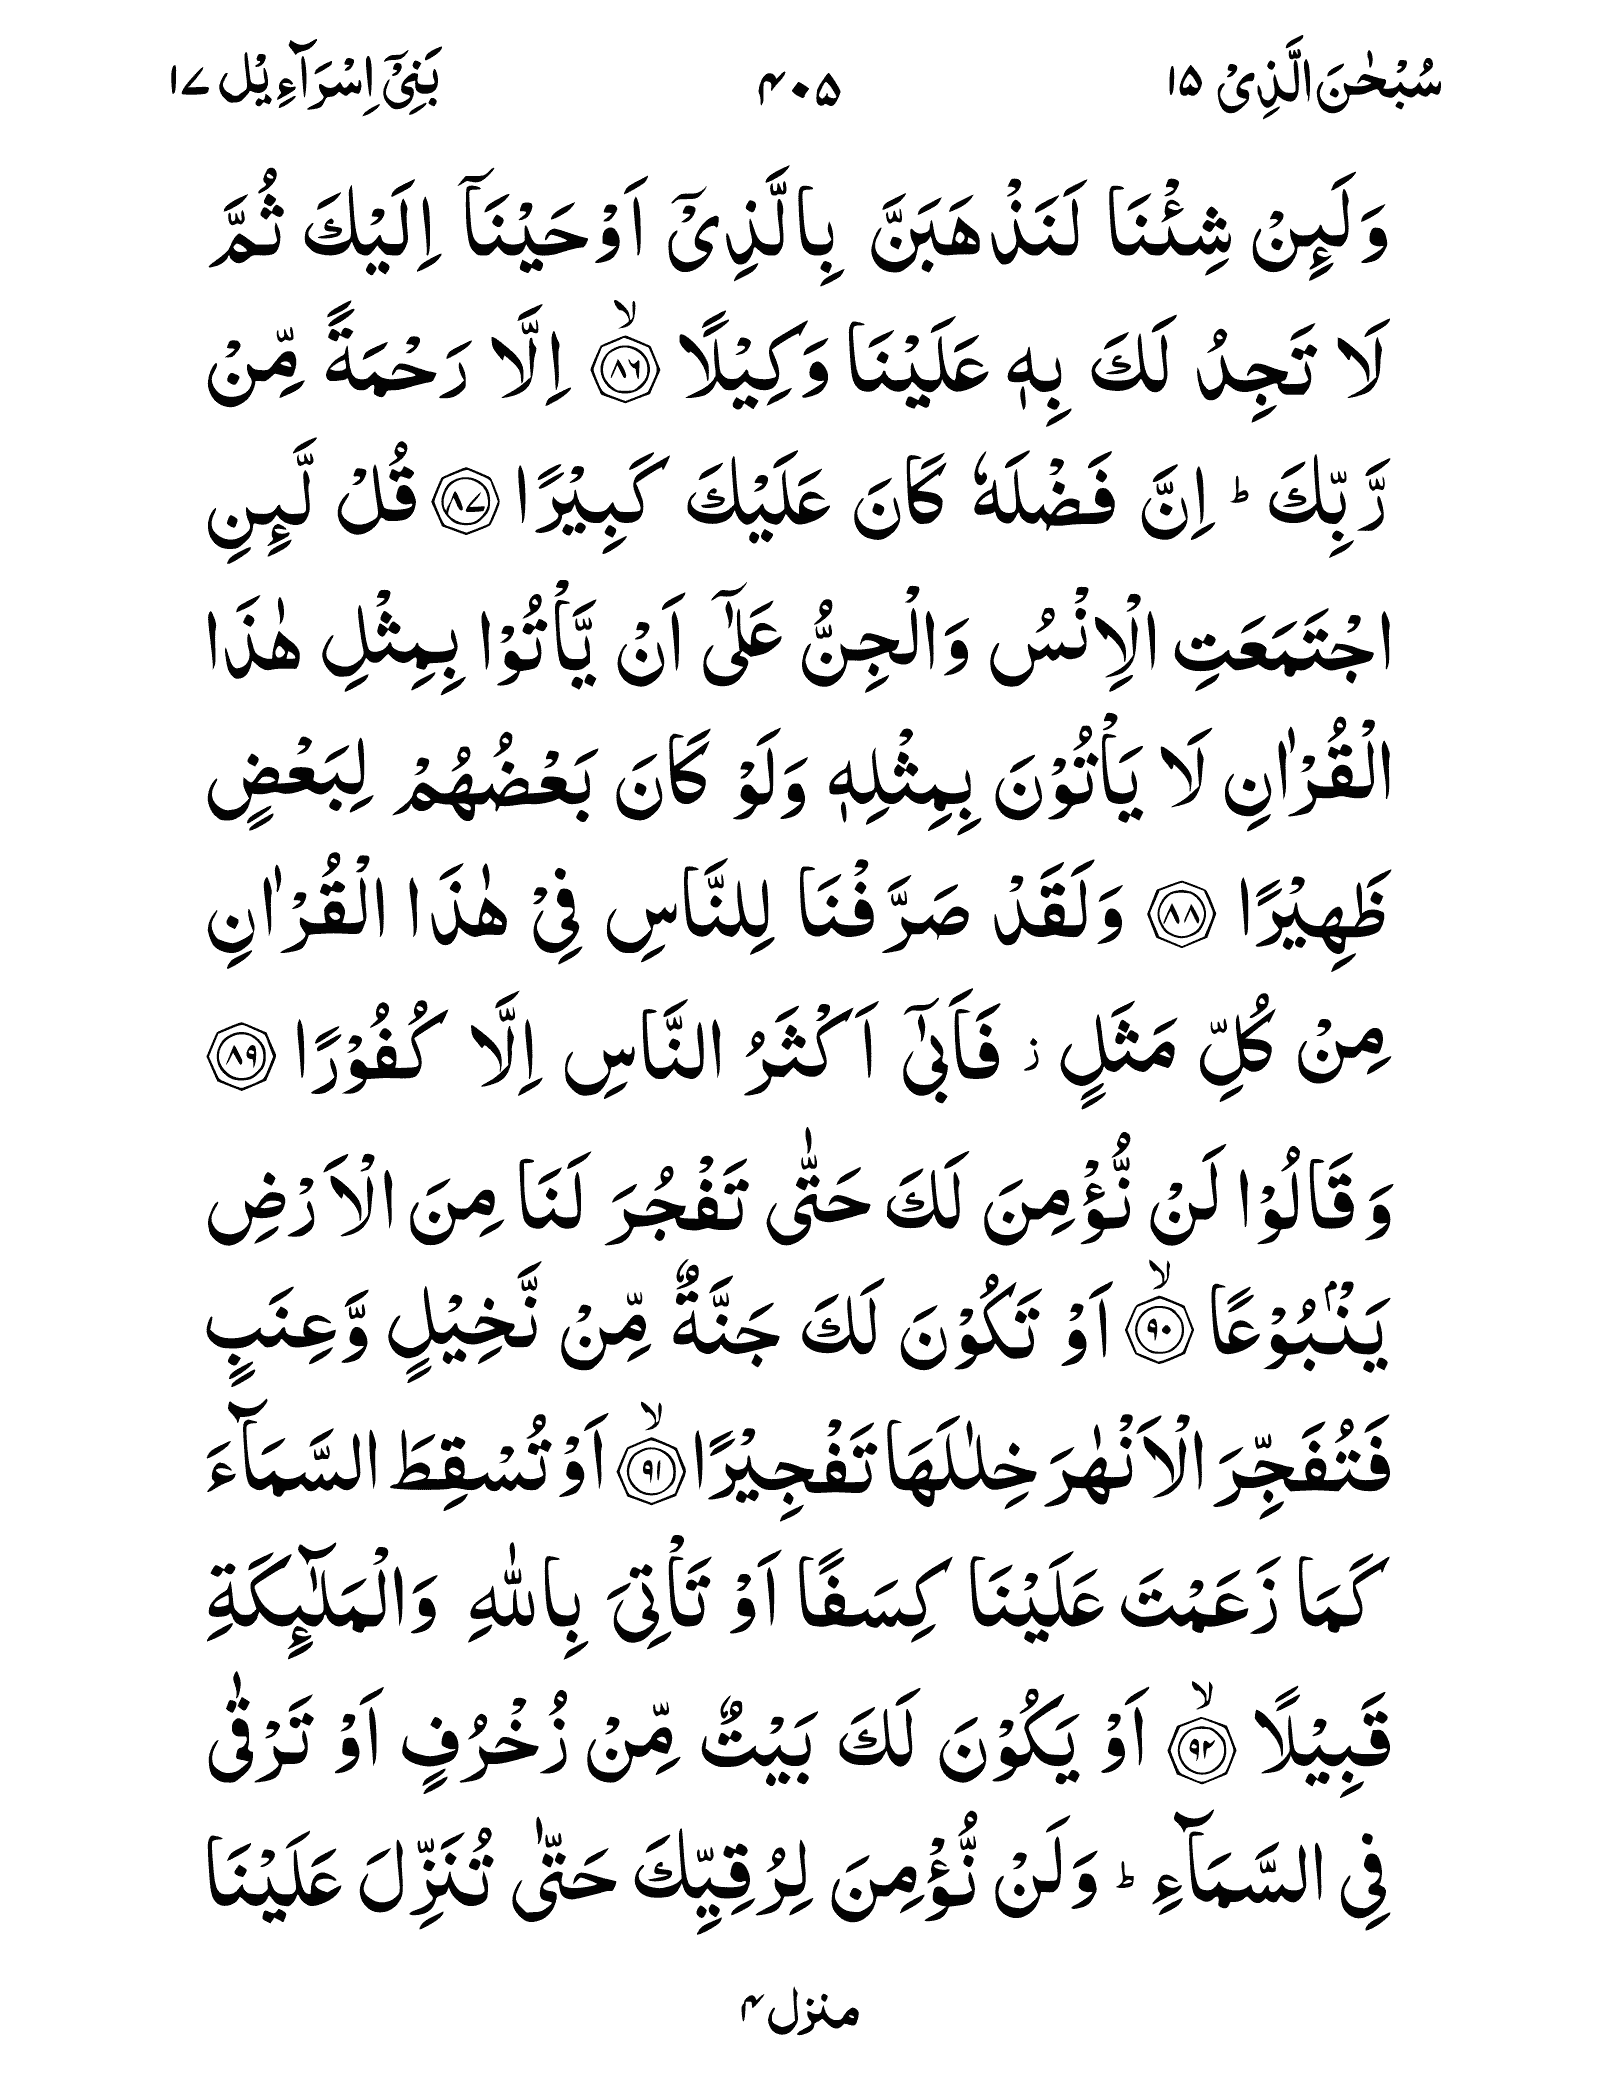 سُبْحٰنَ الَّذِیْ ۱۵ ۴۰۵ بَنِیْۤ اِسْرَآءِیْل ۱۷
وَلَىِٕنْ شِئْنَا لَنَذْهَبَنَّ بِالَّذِیْۤ اَوْحَیْنَاۤ اِلَیْكَ ثُمَّ
لَا تَجِدُ لَكَ بِهٖ عَلَیْنَا وَكِیْلًا ۙ﴿۸۶﴾ اِلَّا رَحْمَةً مِّنْ
رَّبِّكَ ؕ اِنَّ فَضْلَهٗ كَانَ عَلَیْكَ كَبِیْرًا ﴿۸۷﴾ قُلْ لَّىِٕنِ
اجْتَمَعَتِ الْاِنْسُ وَالْجِنُّ عَلٰۤی اَنْ یَّاْتُوْا بِمِثْلِ هٰذَا
الْقُرْاٰنِ لَا یَاْتُوْنَ بِمِثْلِهٖ وَلَوْ كَانَ بَعْضُهُمْ لِبَعْضٍ
ظَهِیْرًا ﴿۸۸﴾ وَلَقَدْ صَرَّفْنَا لِلنَّاسِ فِیْ هٰذَا الْقُرْاٰنِ
مِنْ كُلِّ مَثَلٍ ؗ فَاَبٰۤی اَكْثَرُ النَّاسِ اِلَّا كُفُوْرًا ﴿۸۹﴾
وَقَالُوْا لَنْ نُّؤْمِنَ لَكَ حَتّٰی تَفْجُرَ لَنَا مِنَ الْاَرْضِ
یَنْۢبُوْعًا ۙ﴿۹۰﴾ اَوْ تَكُوْنَ لَكَ جَنَّةٌ مِّنْ نَّخِیْلٍ وَّعِنَبٍ
فَتُفَجِّرَ الْاَنْهٰرَ خِلٰلَهَا تَفْجِیْرًا ۙ﴿۹۱﴾ اَوْ تُسْقِطَ السَّمَآءَ
كَمَا زَعَمْتَ عَلَیْنَا كِسَفًا اَوْ تَاْتِیَ بِاللّٰهِ وَالْمَلٰٓىِٕكَةِ
قَبِیْلًا ۙ﴿۹۲﴾ اَوْ یَكُوْنَ لَكَ بَیْتٌ مِّنْ زُخْرُفٍ اَوْ تَرْقٰی
فِی السَّمَآءِ ؕ وَلَنْ نُّؤْمِنَ لِرُقِیِّكَ حَتّٰی تُنَزِّلَ عَلَیْنَا
منزل ۴